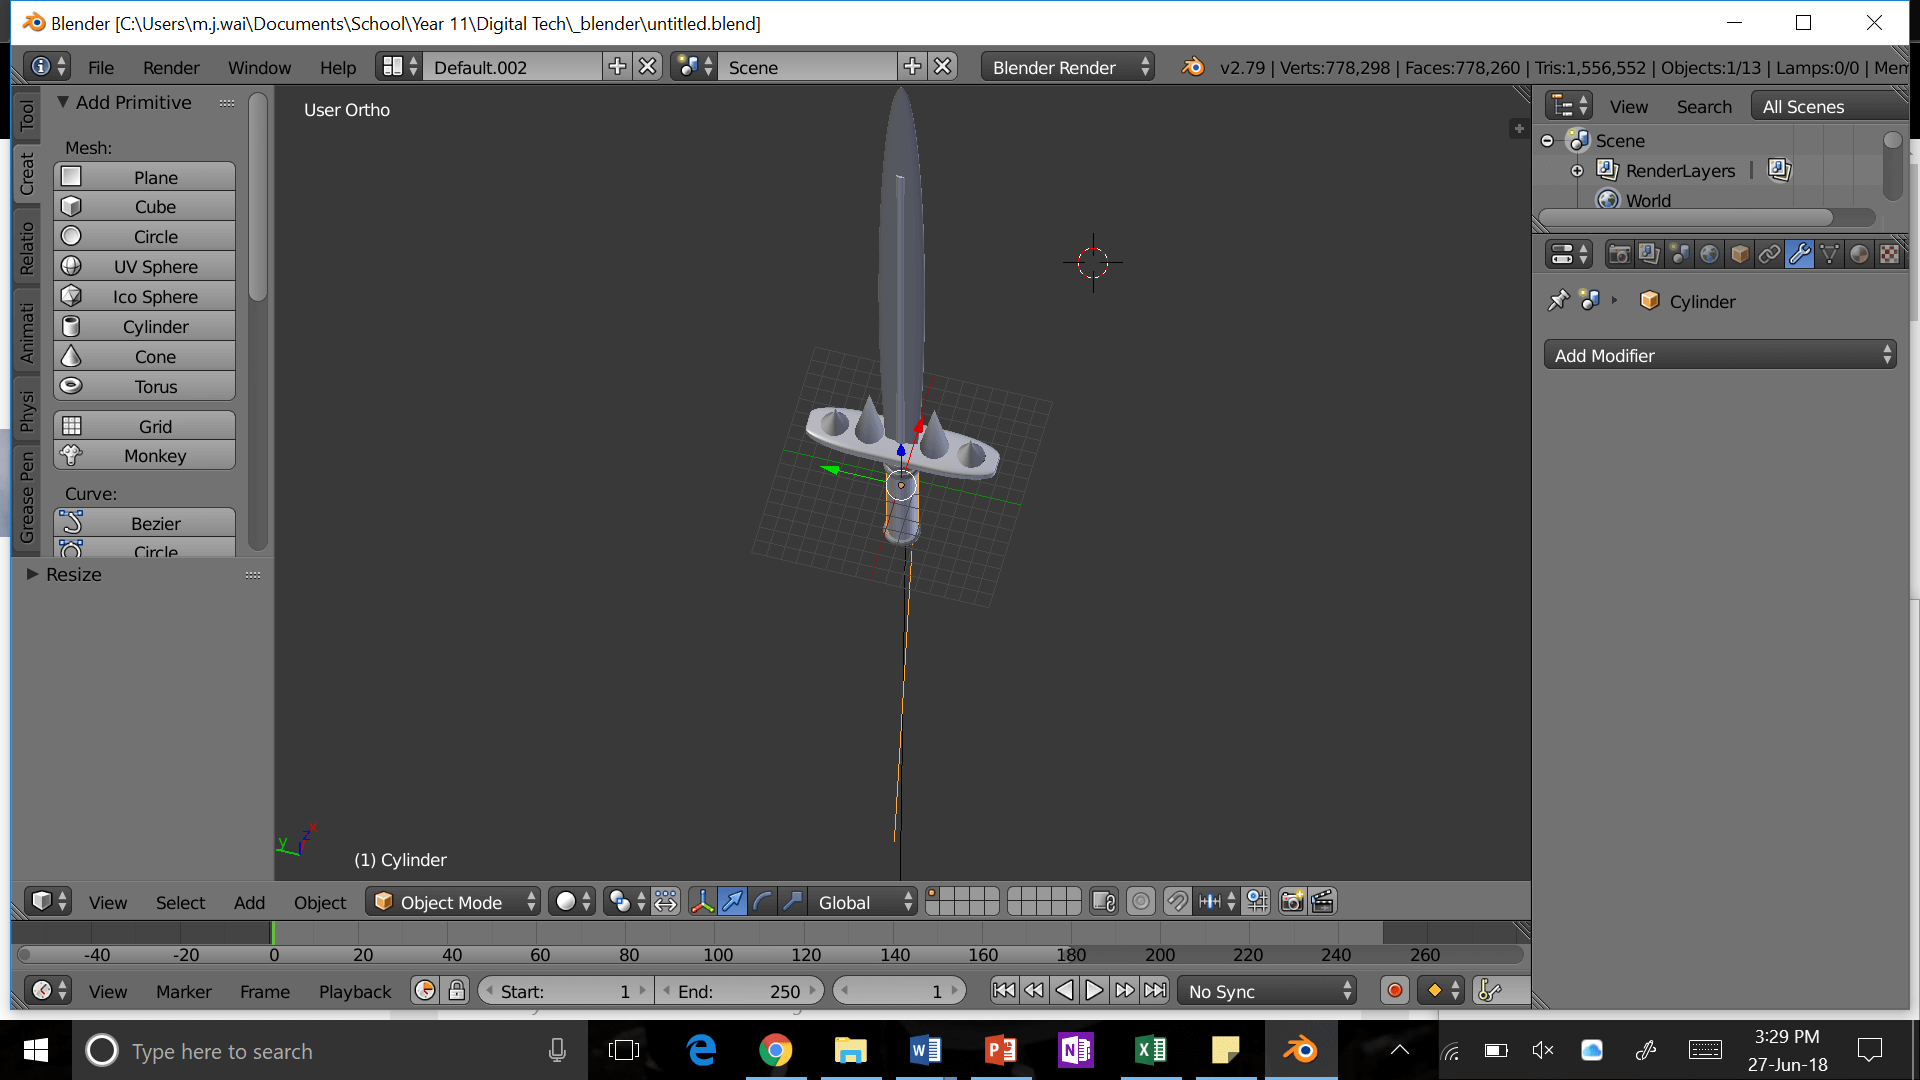 Blender [C:\Users\m.j.wai\Documents\School\Year 11\Digital Tech\_blender\untitled.blend]
File Render Window Help Default.002 Scene Blender Render v2.79 | Verts:778,298 | Faces:778,260 | Tris:1,556,552 | Objects:1/13 | Lamps:0/0 | Mem
Tool
Creat
Relatio
Animati
Physi
Grease Pen
Add Primitive
Mesh:
Plane
Cube
Circle
UV Sphere
Ico Sphere
Cylinder
Cone
Torus
Grid
Monkey
Curve:
Bezier
Circle
Resize
User Ortho
y z x
(1) Cylinder
View Search All Scenes
Scene
RenderLayers
World
Cylinder
Add Modifier
View Select Add Object Object Mode Global
-40 -20 0 20 40 60 80 100 120 140 160 180 200 220 240 260
View Marker Frame Playback Start: 1 End: 250 1 No Sync
Type here to search
3:29 PM
27-Jun-18